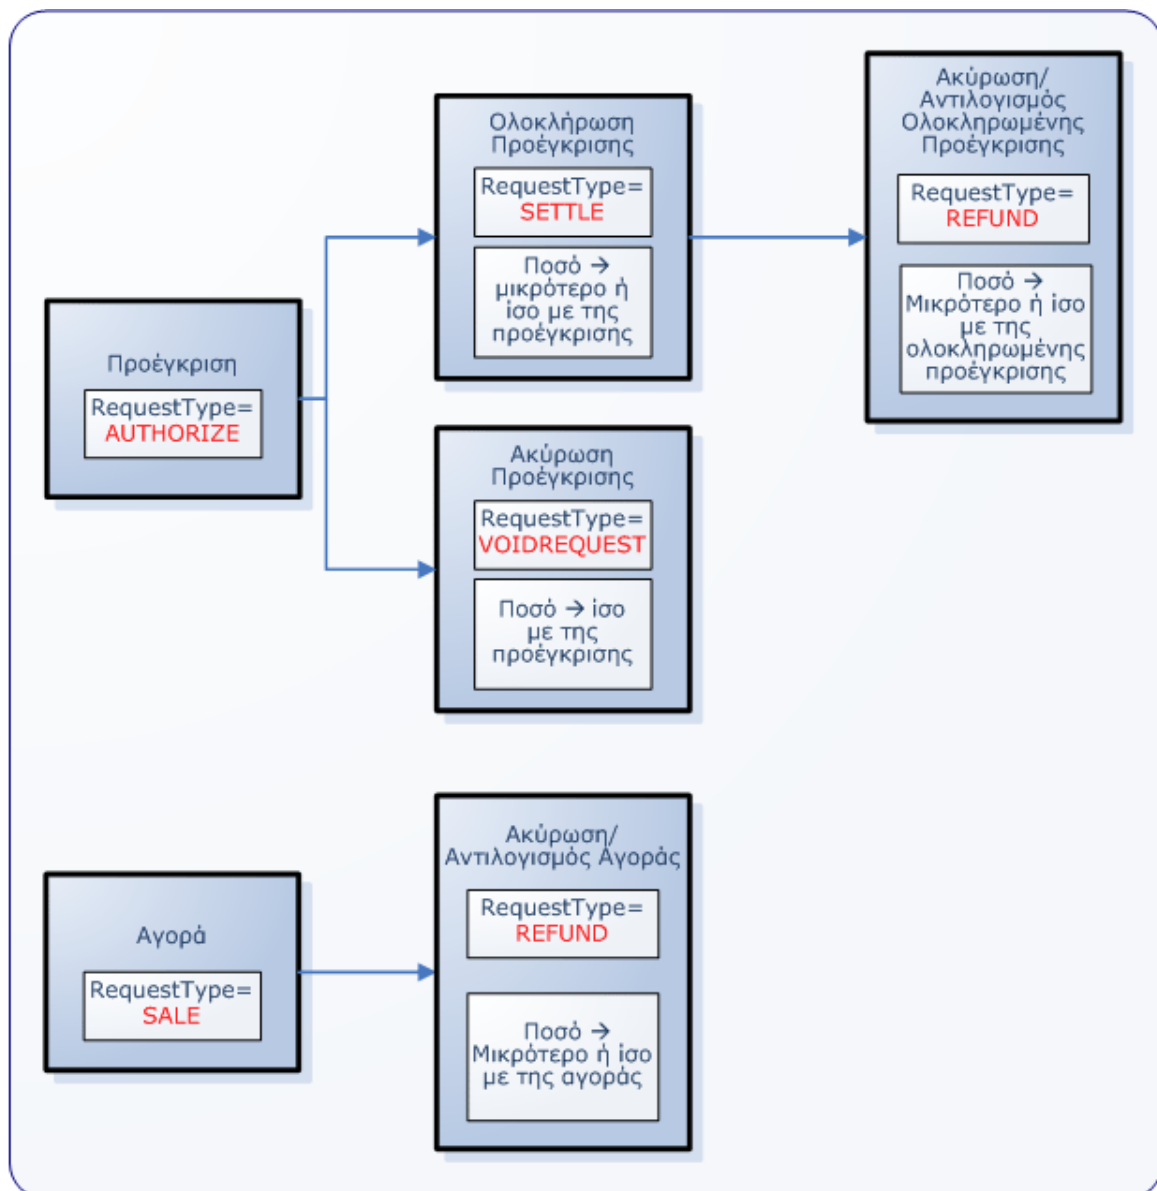 Προέγκριση
RequestType=
AUTHORIZE
Ολοκλήρωση
Προέγκρισης
RequestType=
SETTLE
Ποσό →
μικρότερο ή
ίσο με της
προέγκρισης
Ακύρωση/
Αντιλογισμός
Ολοκληρωμένης
Προέγκρισης
RequestType=
REFUND
Ποσό →
Μικρότερο ή ίσο
με της
ολοκληρωμένης
προέγκρισης
Ακύρωση
Προέγκρισης
RequestType=
VOIDREQUEST
Ποσό → ίσο
με της
προέγκρισης
Αγορά
RequestType=
SALE
Ακύρωση/
Αντιλογισμός Αγοράς
RequestType=
REFUND
Ποσό →
Μικρότερο ή ίσο
με της αγοράς